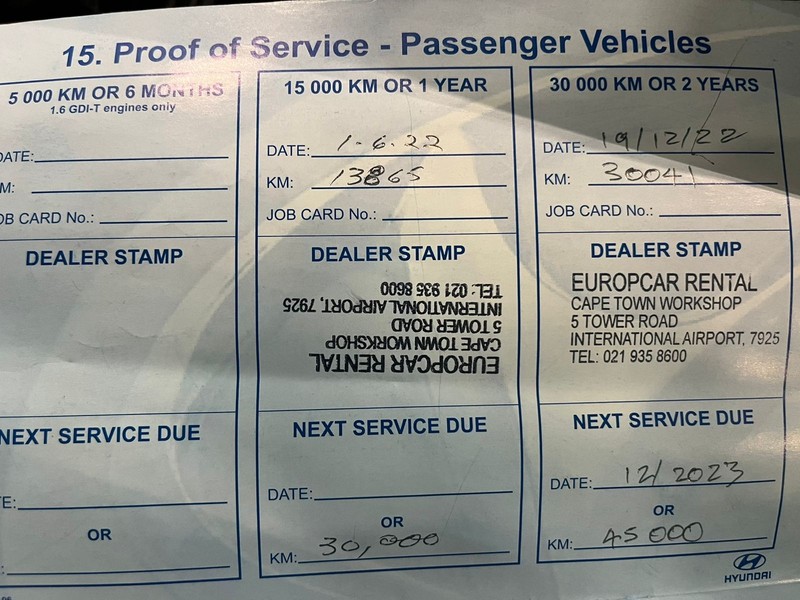 15. Proof of Service - Passenger Vehicles
5 000 KM OR 6 MONTHS
1.6 GDI-T engines only
DATE:
KM:
JOB CARD No.:
DEALER STAMP
NEXT SERVICE DUE
TE:
OR
:
15 000 KM OR 1 YEAR
DATE: 1-6.22
KM: 13865
JOB CARD No.:
DEALER STAMP
EUROPCAR RENTAL
CAPE TOWN WORKSHOP
5 TOWER ROAD
INTERNATIONAL AIRPORT, 7925
TEL: 021 935 8600
NEXT SERVICE DUE
DATE:
OR
KM: 30,000
30 000 KM OR 2 YEARS
DATE: 19/12/22
KM: 30041
JOB CARD No.:
DEALER STAMP
EUROPCAR RENTAL
CAPE TOWN WORKSHOP
5 TOWER ROAD
INTERNATIONAL AIRPORT, 7925
TEL: 021 935 8600
NEXT SERVICE DUE
DATE: 12/2023
OR
KM: 45000
HYUNDAI